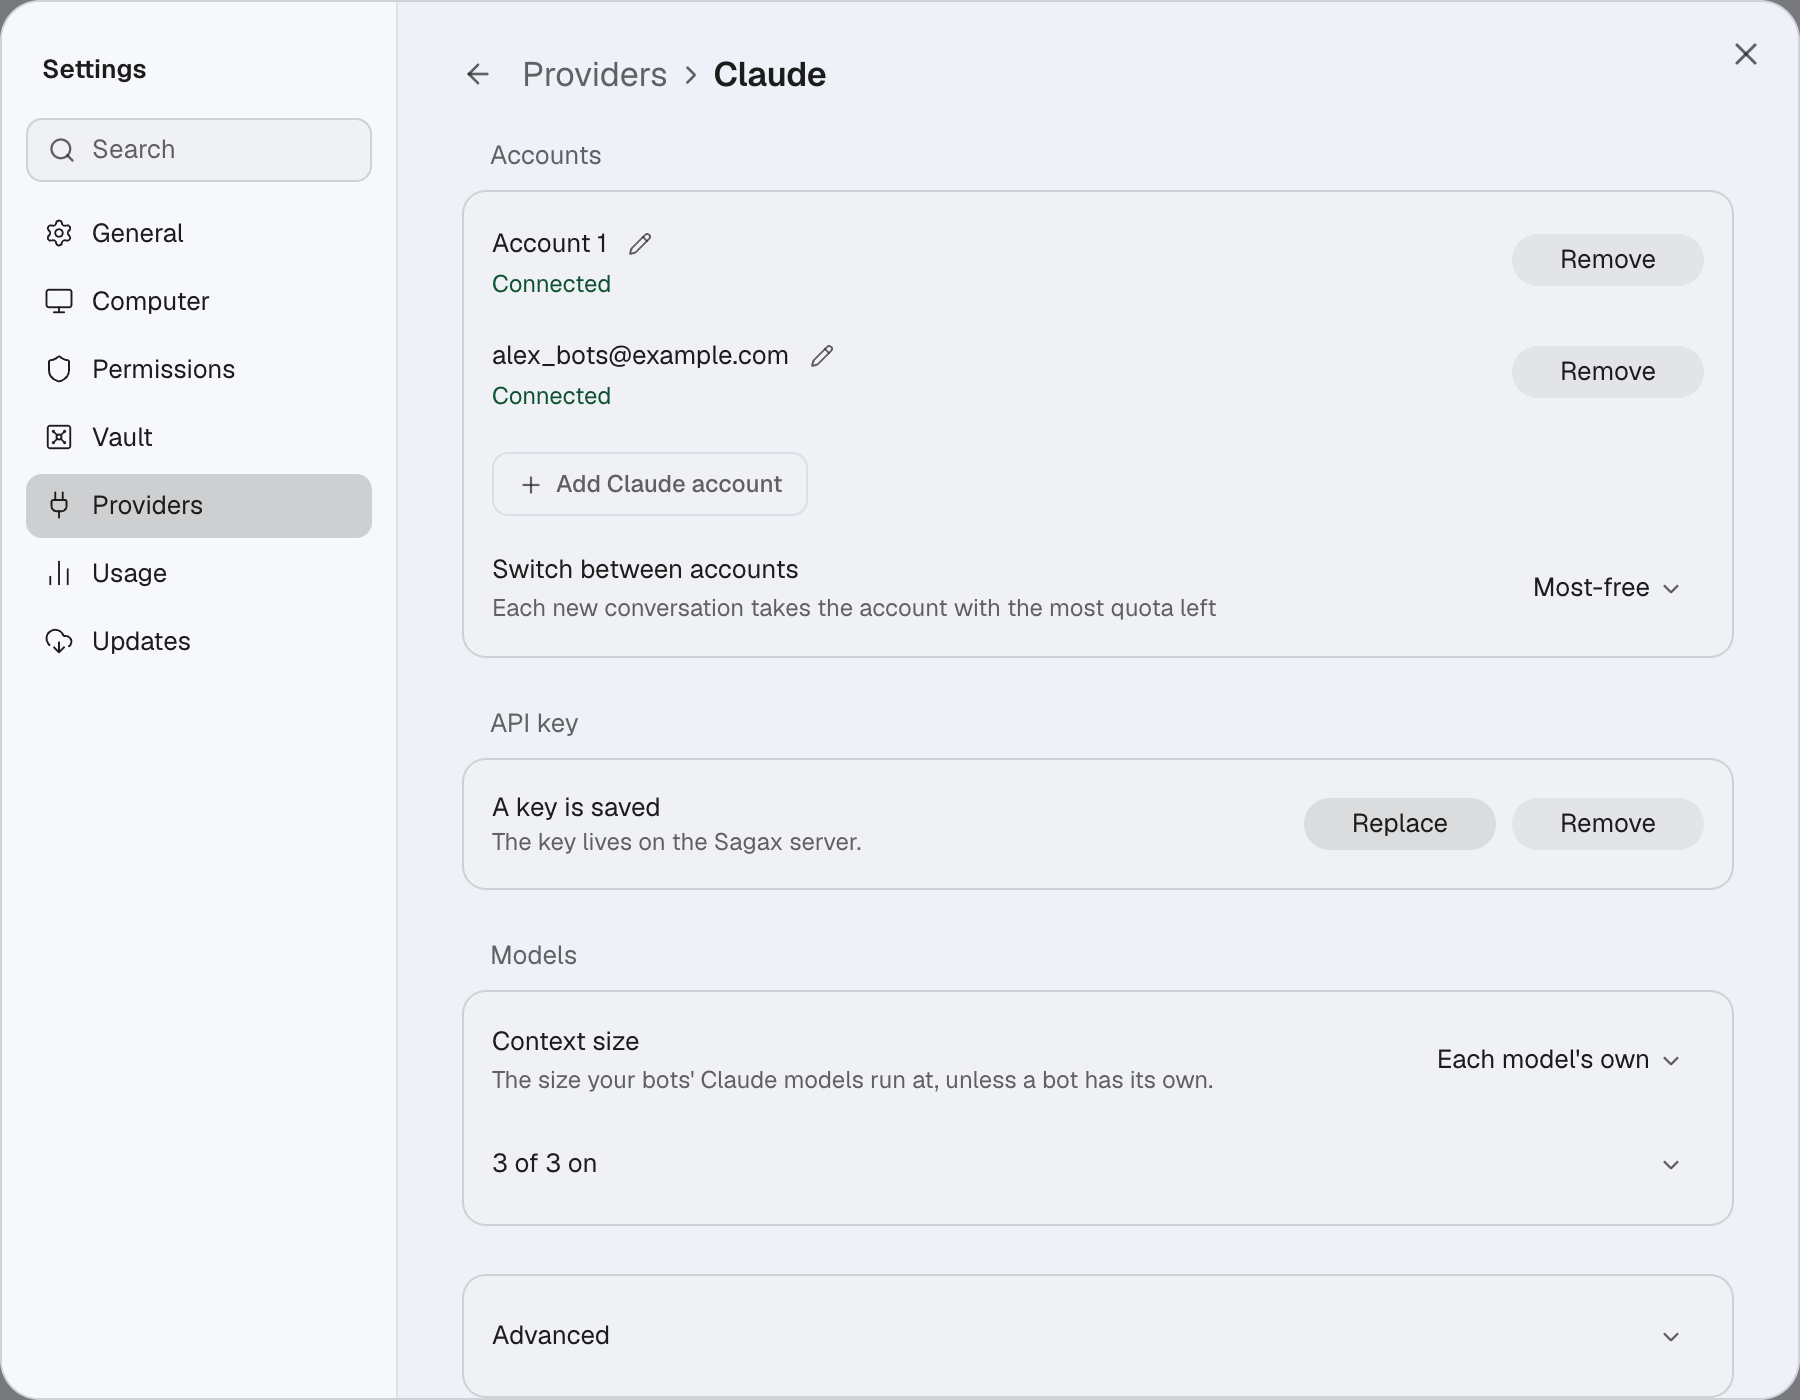 Settings
Search
General
Computer
Permissions
Vault
Providers
Usage
Updates
Providers > Claude
Accounts
Account 1
Connected
Remove
alex_bots@example.com
Connected
Remove
+ Add Claude account
Switch between accounts
Each new conversation takes the account with the most quota left
Most-free
API key
A key is saved
The key lives on the Sagax server.
Replace
Remove
Models
Context size
The size your bots' Claude models run at, unless a bot has its own.
Each model's own
3 of 3 on
Advanced